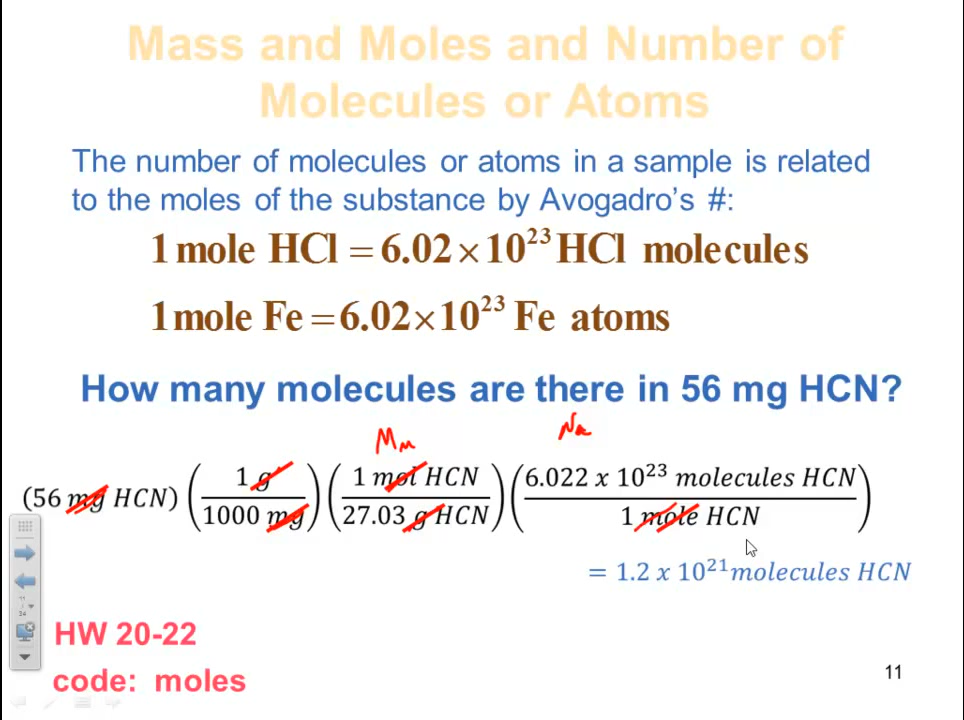 Mass and Moles and Number of
Molecules or Atoms
The number of molecules or atoms in a sample is related
to the moles of the substance by Avogadro's #:
1 mole HCl = 6.02 × 10²³ HCl molecules
1 mole Fe = 6.02 × 10²³ Fe atoms
How many molecules are there in 56 mg HCN?
Mm Na
(56 mg HCN) (1 g / 1000 mg) (1 mol HCN / 27.03 g HCN) (6.022 x 10²³ molecules HCN / 1 mole HCN)
= 1.2 x 10²¹ molecules HCN
HW 20-22
code: moles
11